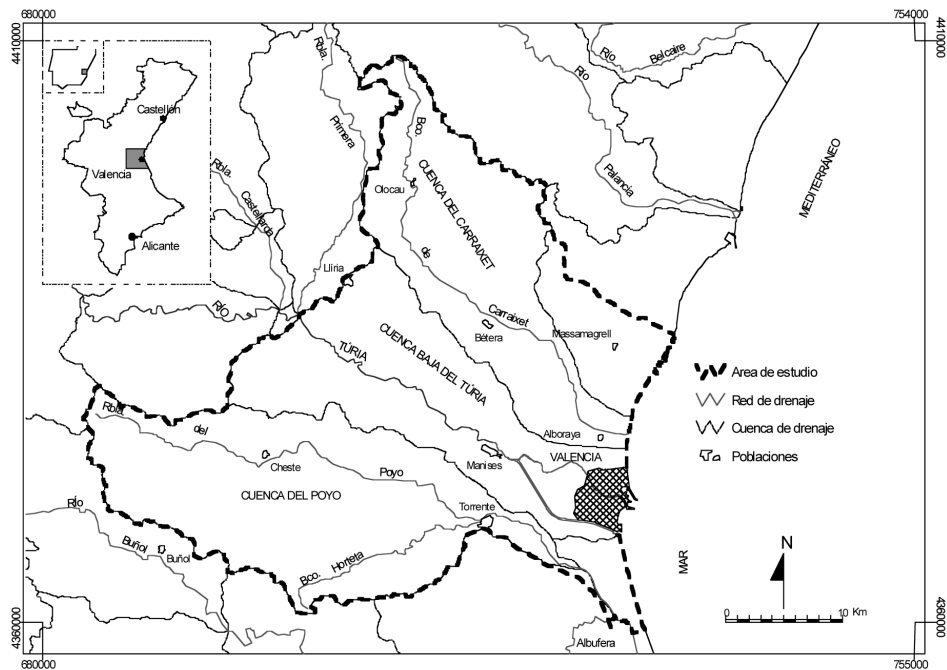 680000
754000
4410000
4410000
Rbla.
Primera
Río
Belcaire
Río
Palancia
MEDITERRÁNEO
Castellón
Valencia
Alicante
Rbla.
Castellarda
Bco.
Olocau
CUENCA DEL CARRAIXET
de
Carraixet
Llíria
RÍO
TÚRIA
CUENCA BAJA DEL TÚRIA
Bétera
Massamagrell
Area de estudio
Red de drenaje
Cuenca de drenaje
Poblaciones
Rbla.
del
Poyo
Cheste
CUENCA DEL POYO
Manises
Alboraya
VALENCIA
Torrente
Río
Buñol
Buñol
Bco. Horteta
MAR
N
0
10 Km
Albufera
4360000
4360000
680000
755000